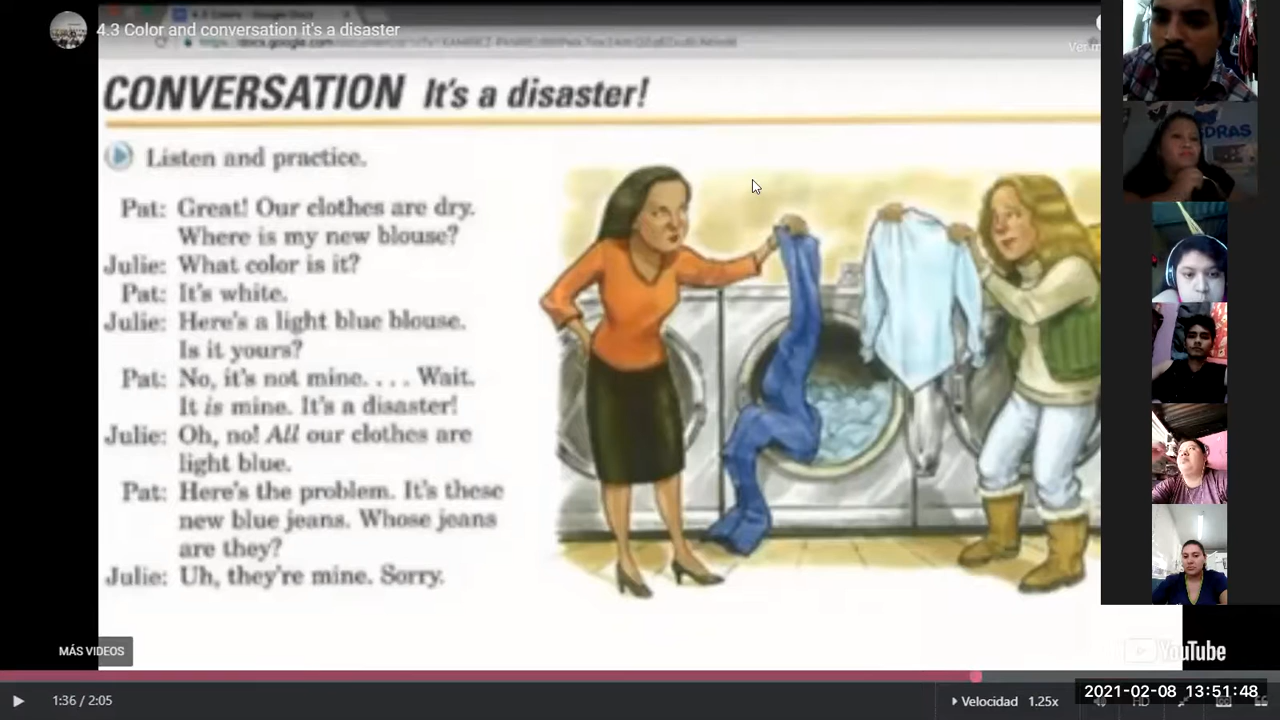 4.3 Color and conversation it's a disaster
Ver m
CONVERSATION It's a disaster!
Listen and practice.
Pat: Great! Our clothes are dry.
Where is my new blouse?
Julie: What color is it?
Pat: It's white.
Julie: Here's a light blue blouse.
Is it yours?
Pat: No, it's not mine. . . . Wait.
It is mine. It's a disaster!
Julie: Oh, no! All our clothes are
light blue.
Pat: Here's the problem. It's these
new blue jeans. Whose jeans
are they?
Julie: Uh, they're mine. Sorry.
MÁS VIDEOS
YouTube
1:36 / 2:05
Velocidad 1.25x
2021-02-08 13:51:48
HD